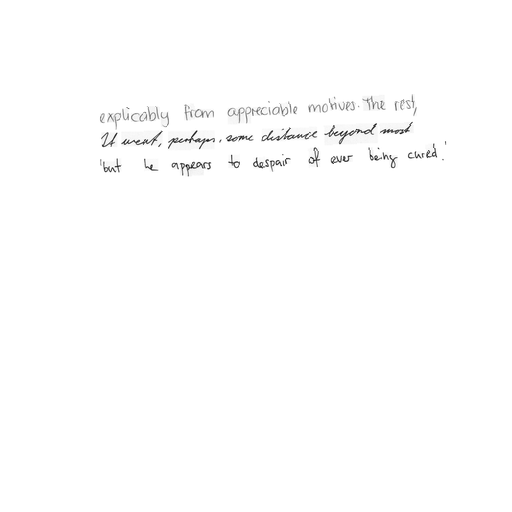 explicably from appreciable motives. The rest,
It went, perhaps, some distance beyond most
'but he appears to despair of ever being cured.'